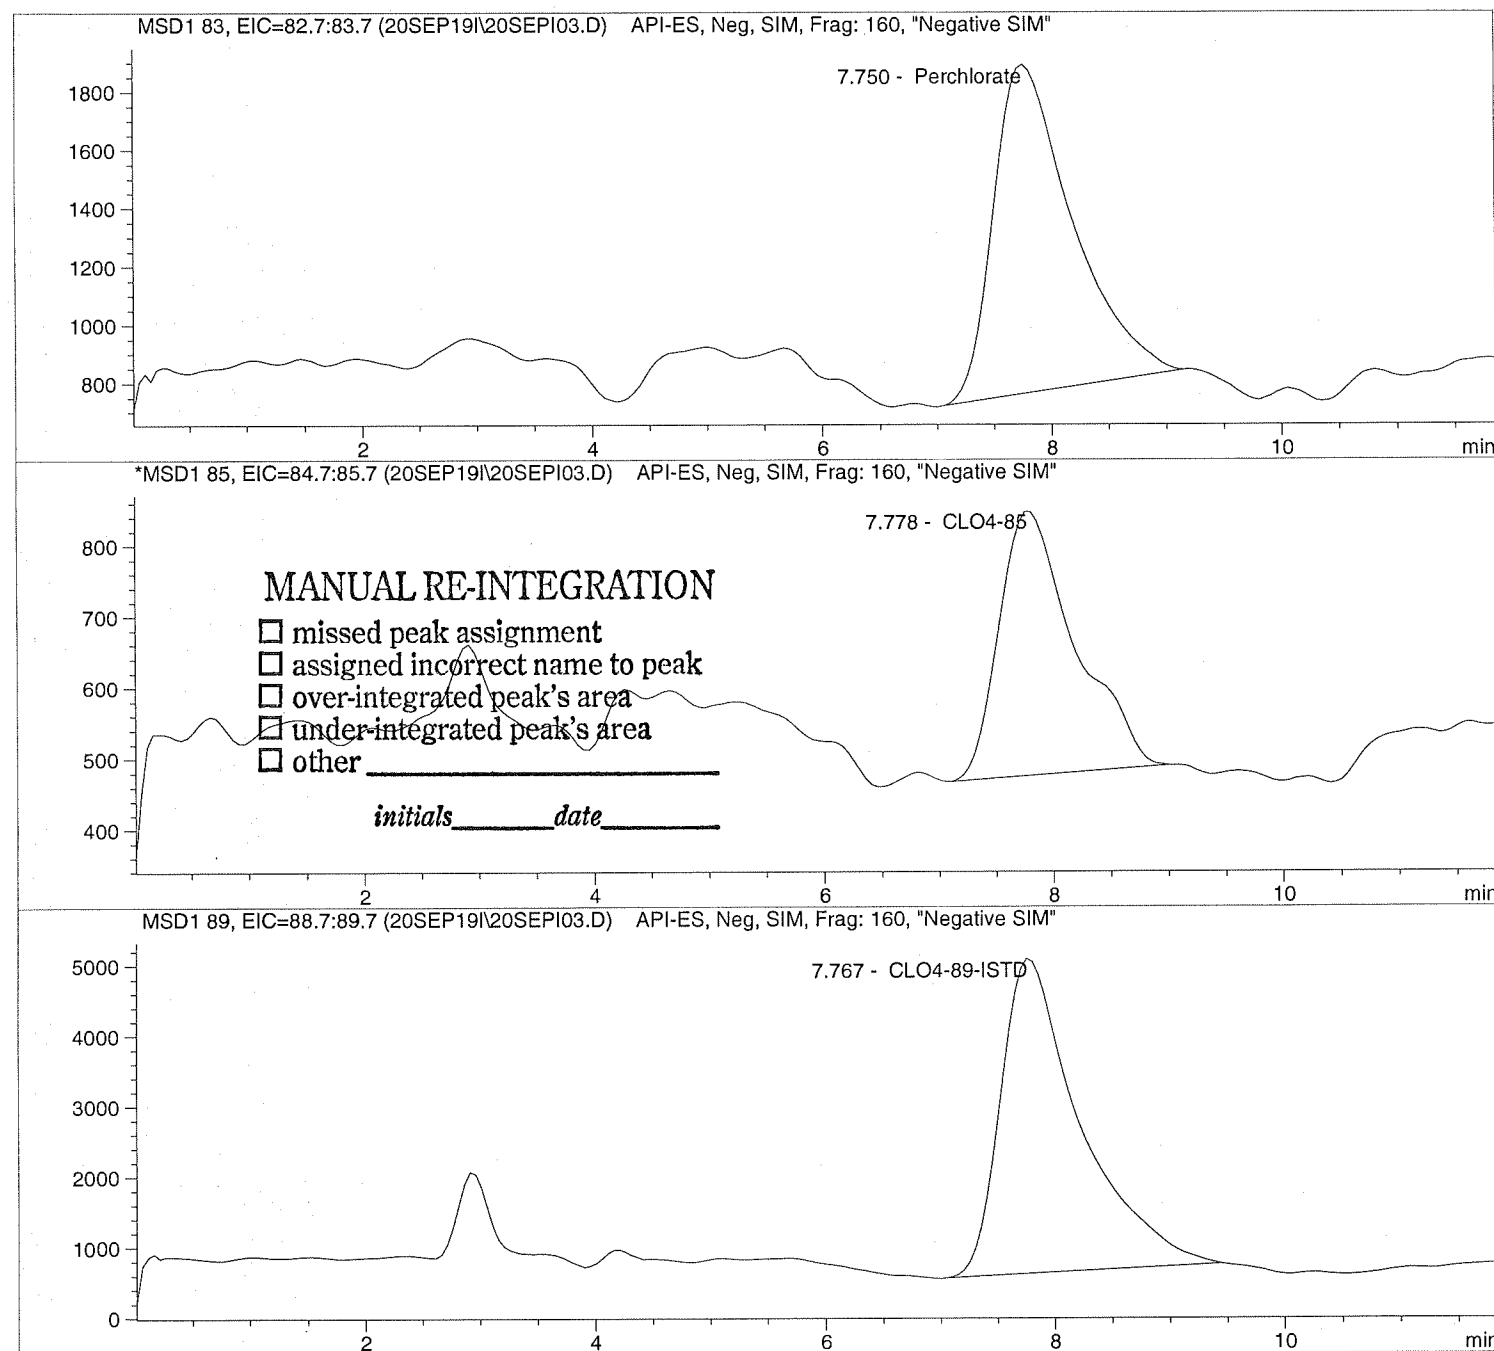 MSD1 83, EIC=82.7:83.7 (20SEP19I\20SEPI03.D) API-ES, Neg, SIM, Frag: 160, "Negative SIM"
7.750 - Perchlorate
1800
1600
1400
1200
1000
800
2 4 6 8 10 min
*MSD1 85, EIC=84.7:85.7 (20SEP19I\20SEPI03.D) API-ES, Neg, SIM, Frag: 160, "Negative SIM"
7.778 - CLO4-85
800
700
600
500
400
MANUAL RE-INTEGRATION
☐ missed peak assignment
☐ assigned incorrect name to peak
☐ over-integrated peak's area
☐ under-integrated peak's area
☐ other
initials date
2 4 6 8 10 min
MSD1 89, EIC=88.7:89.7 (20SEP19I\20SEPI03.D) API-ES, Neg, SIM, Frag: 160, "Negative SIM"
7.767 - CLO4-89-ISTD
5000
4000
3000
2000
1000
0
2 4 6 8 10 min